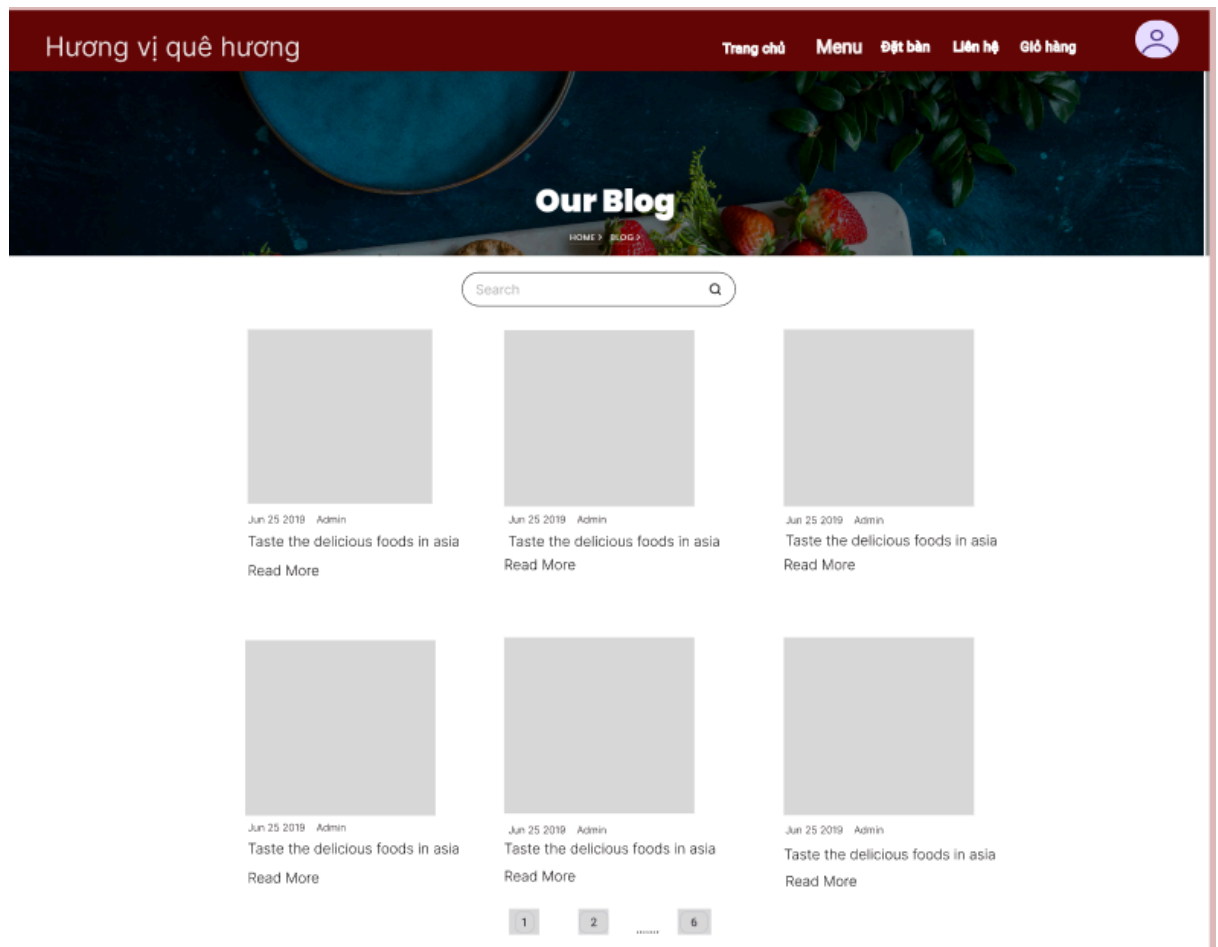 Hương vị quê hương
Trang chủ Menu Đặt bàn Liên hệ Giỏ hàng
Our Blog
HOME > BLOG >
Search
Jun 25 2019 Admin
Taste the delicious foods in asia
Read More
Jun 25 2019 Admin
Taste the delicious foods in asia
Read More
Jun 25 2019 Admin
Taste the delicious foods in asia
Read More
Jun 25 2019 Admin
Taste the delicious foods in asia
Read More
Jun 25 2019 Admin
Taste the delicious foods in asia
Read More
Jun 25 2019 Admin
Taste the delicious foods in asia
Read More
1 2 ........ 6